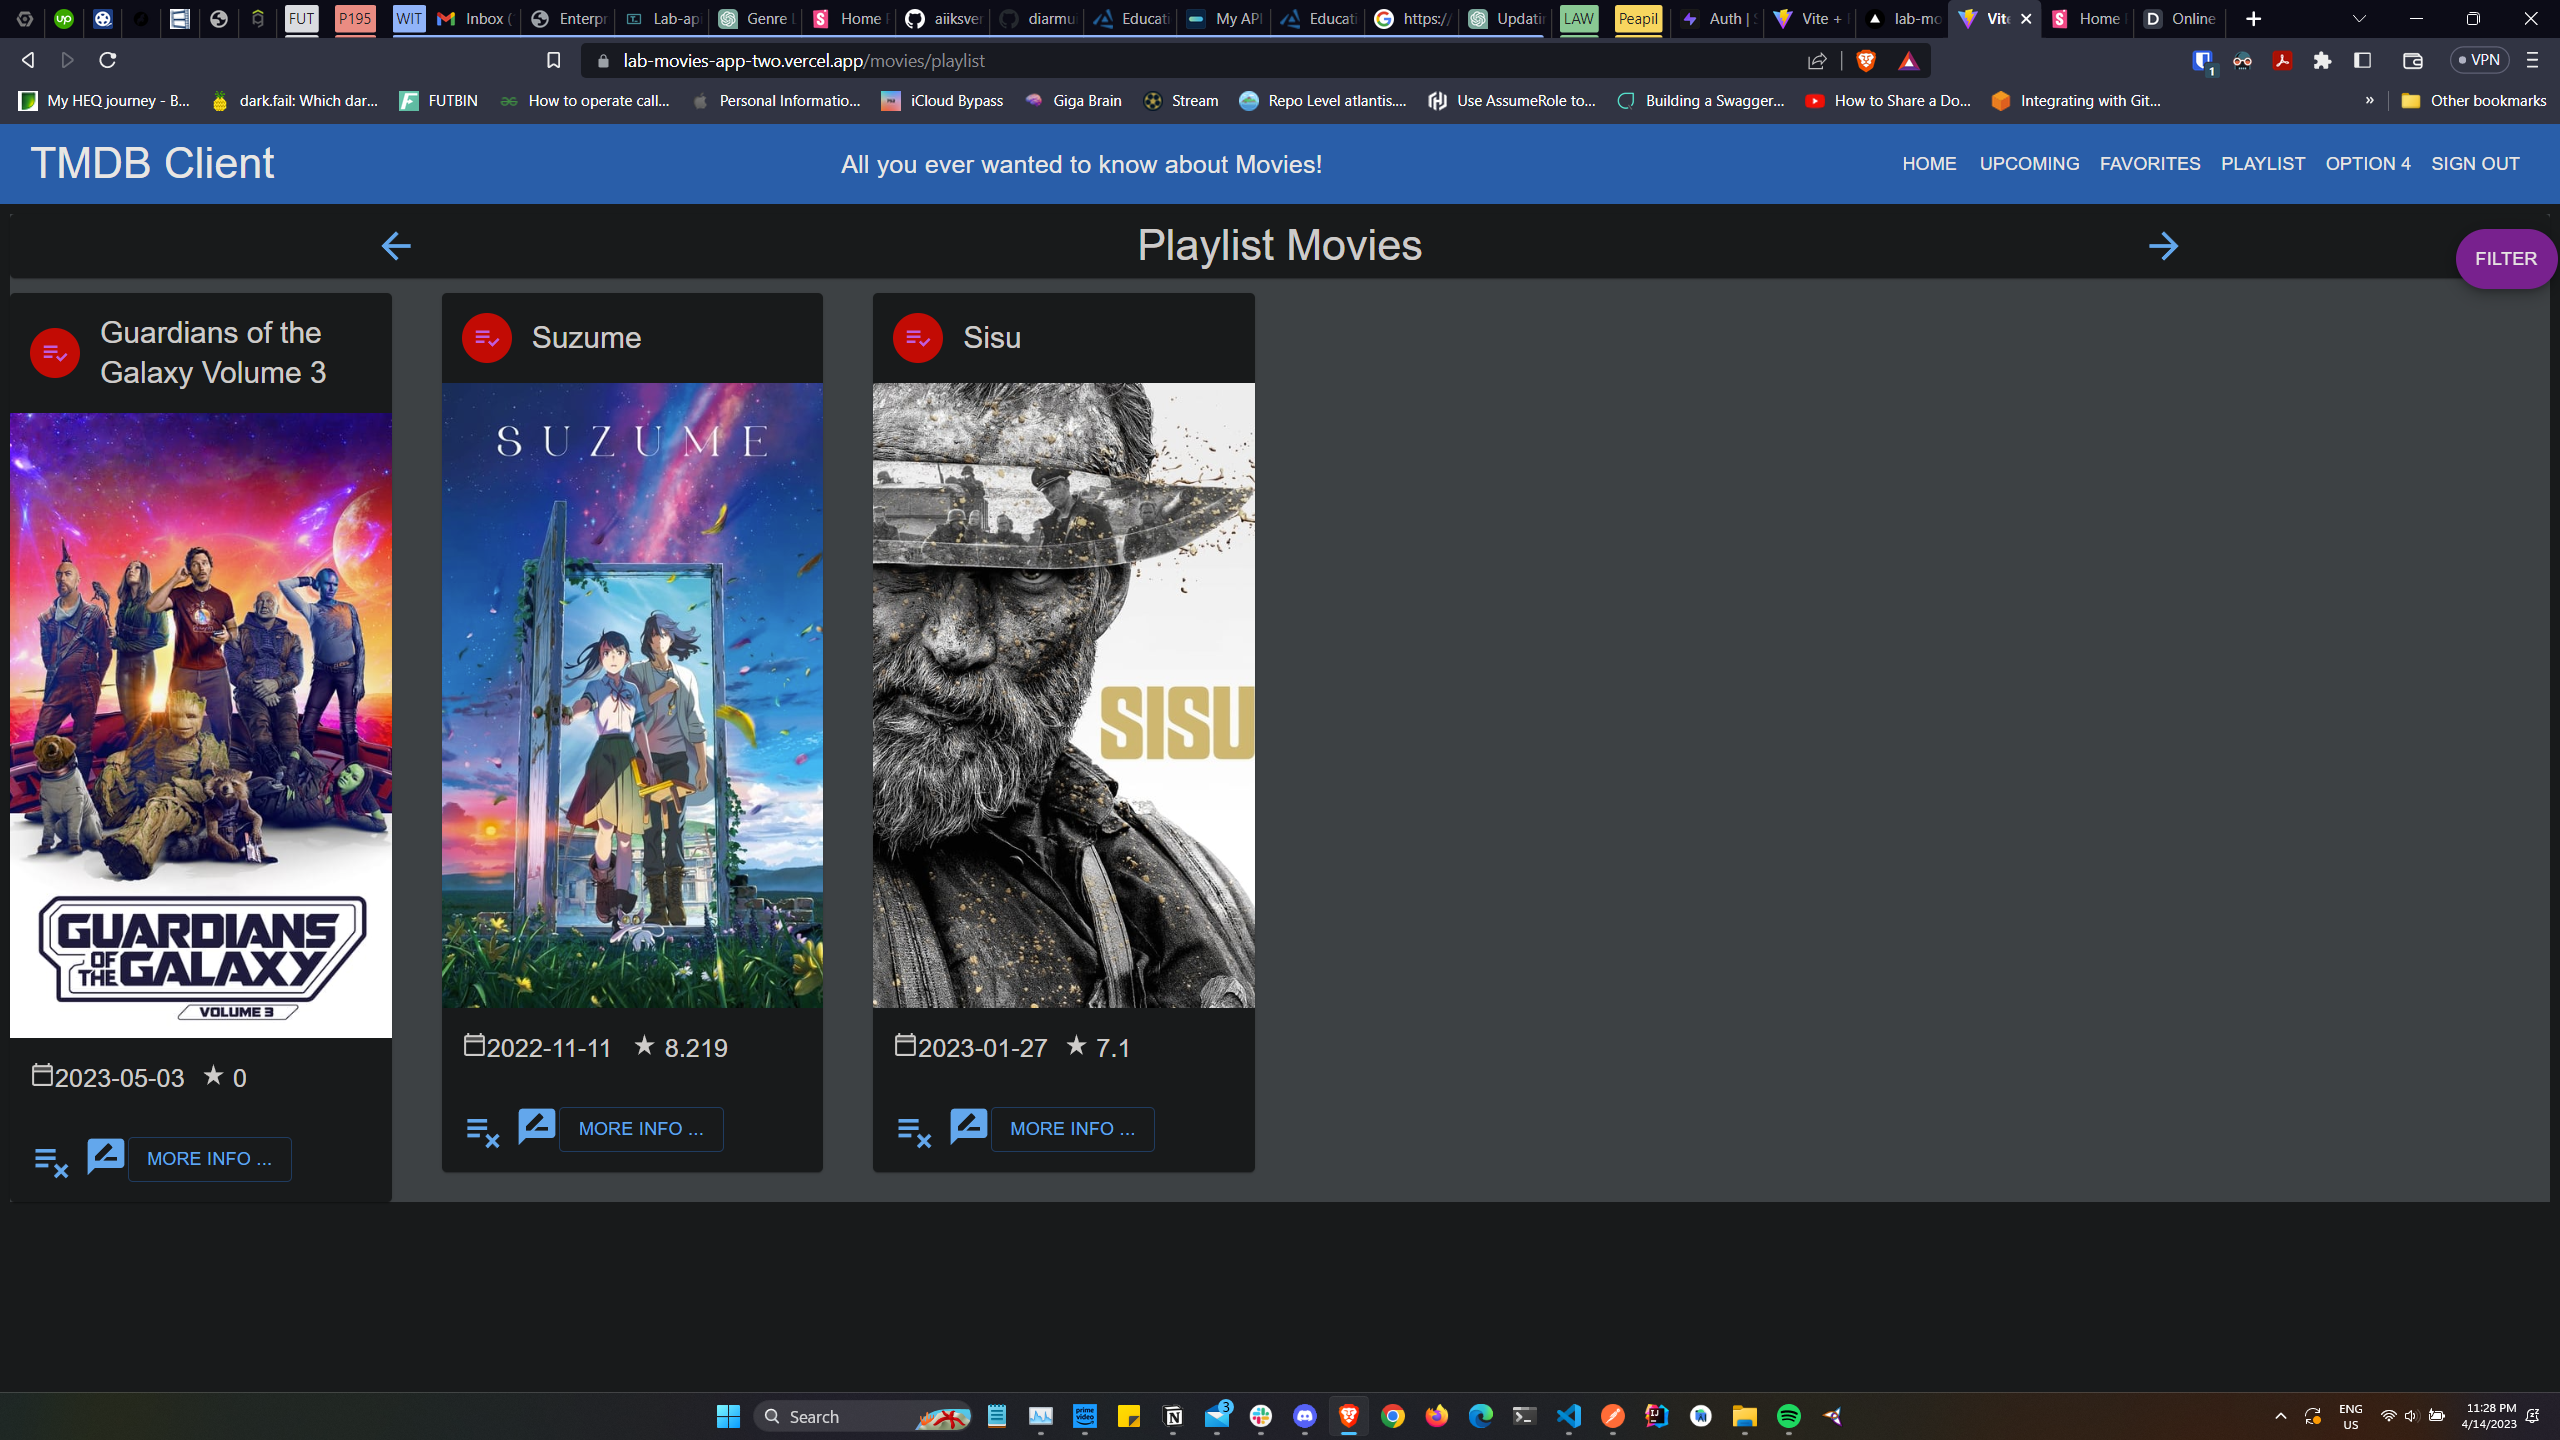 FUT
P195
WIT
Inbox (
Enterpr
Lab-api
Genre L
Home P
aiiksver
diarmu
Educati
My API
Educati
https:/
Updatin
LAW
Peapil
Auth | S
Vite +
lab-mo
Vite
Home
Online
lab-movies-app-two.vercel.app/movies/playlist
1
VPN
My HEQ journey - B...
dark.fail: Which dar...
FUTBIN
How to operate call...
Personal Informatio...
iCloud Bypass
Giga Brain
Stream
Repo Level atlantis....
Use AssumeRole to...
Building a Swagger...
How to Share a Do...
Integrating with Git...
»
Other bookmarks
TMDB Client
All you ever wanted to know about Movies!
HOME
UPCOMING
FAVORITES
PLAYLIST
OPTION 4
SIGN OUT
Playlist Movies
FILTER
Guardians of the
Galaxy Volume 3
GUARDIANS
OF THE GALAXY
VOLUME 3
2023-05-03 ★ 0
MORE INFO ...
Suzume
SUZUME
2022-11-11 ★ 8.219
MORE INFO ...
Sisu
SISU
2023-01-27 ★ 7.1
MORE INFO ...
Search
prime video
3
ENG
US
11:28 PM
4/14/2023